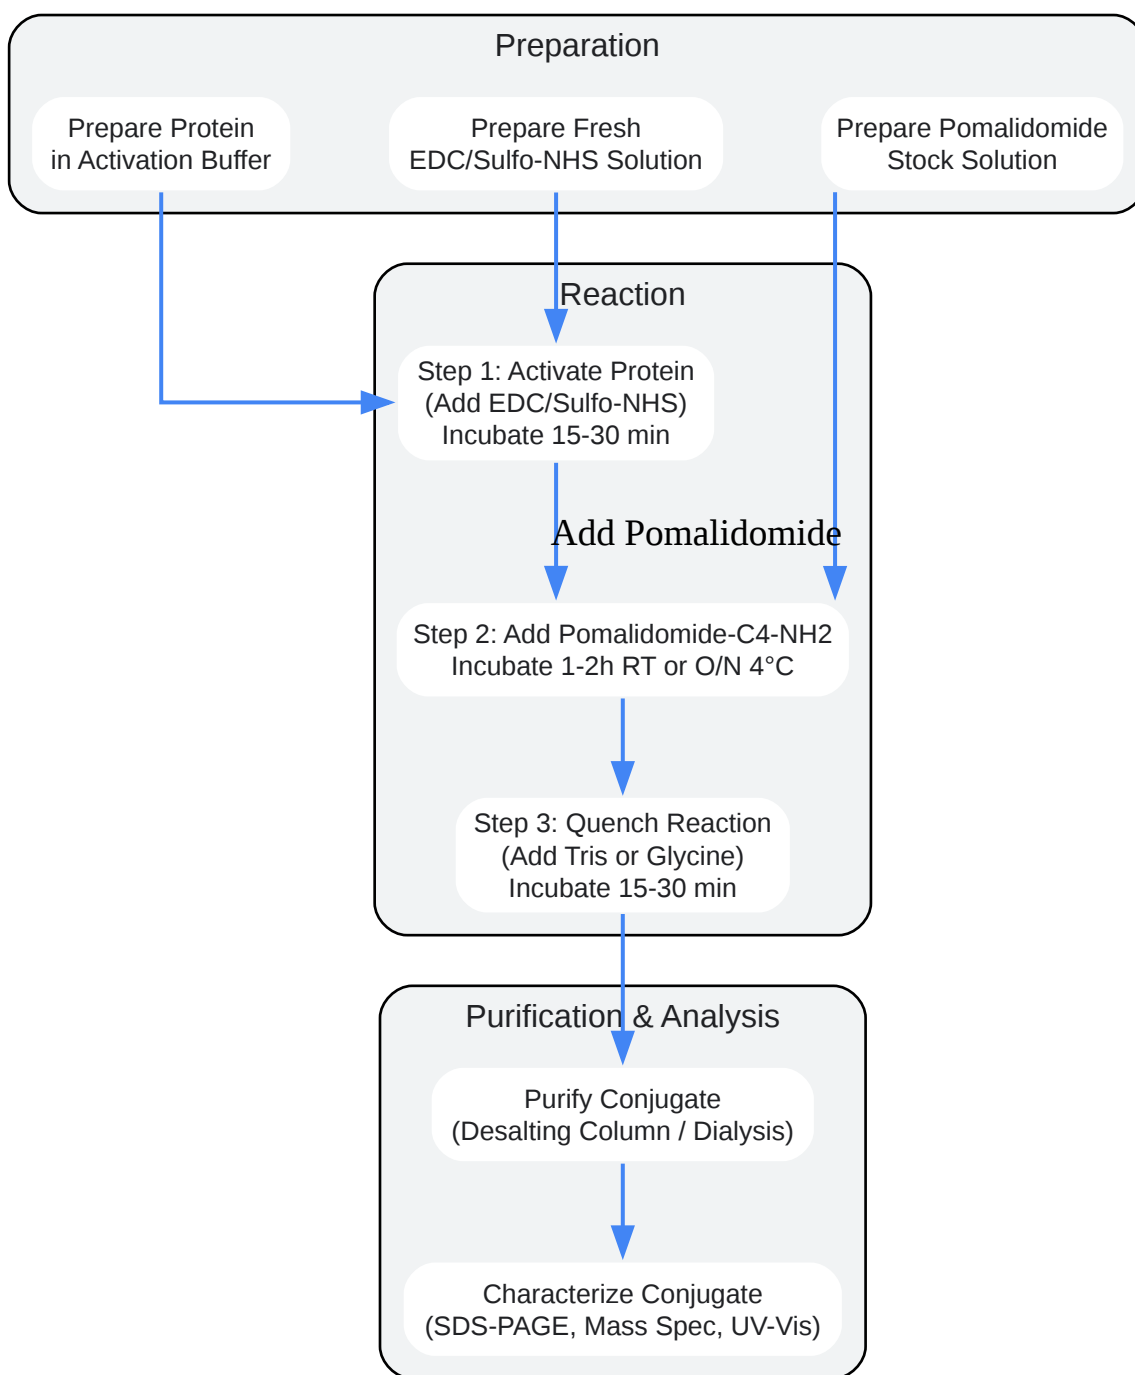 Preparation
Prepare Protein
in Activation Buffer
Prepare Fresh
EDC/Sulfo-NHS Solution
Prepare Pomalidomide
Stock Solution
Reaction
Step 1: Activate Protein
(Add EDC/Sulfo-NHS)
Incubate 15-30 min
Add Pomalidomide
Step 2: Add Pomalidomide-C4-NH2
Incubate 1-2h RT or O/N 4°C
Step 3: Quench Reaction
(Add Tris or Glycine)
Incubate 15-30 min
Purification & Analysis
Purify Conjugate
(Desalting Column / Dialysis)
Characterize Conjugate
(SDS-PAGE, Mass Spec, UV-Vis)